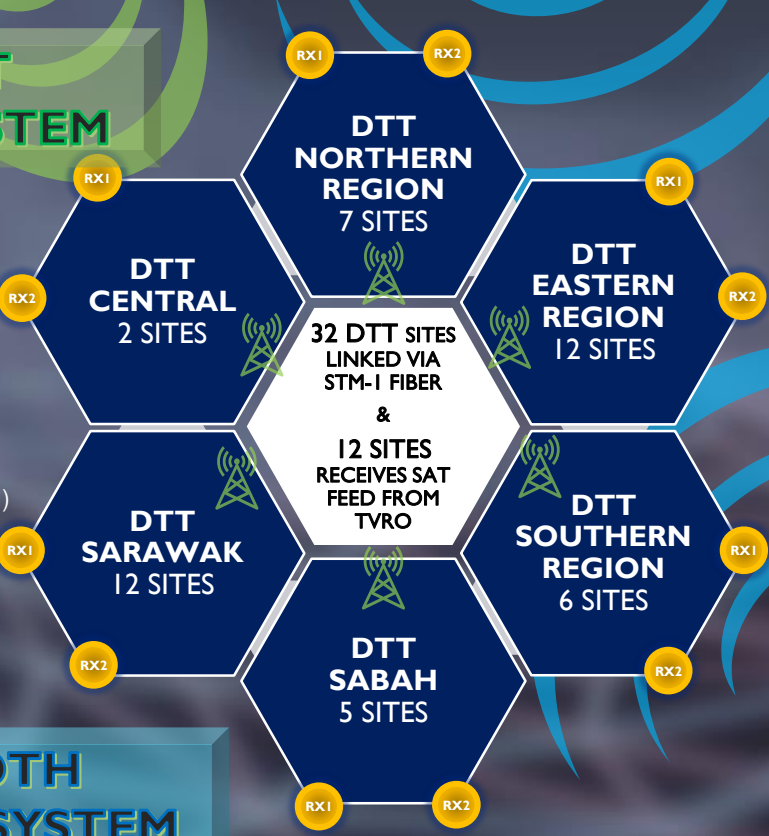 T
STEM
RX1
RX2
DTT
NORTHERN
REGION
7 SITES
RX1
RX2
DTT
CENTRAL
2 SITES
RX1
RX2
DTT
EASTERN
REGION
12 SITES
32 DTT SITES
LINKED VIA
STM-1 FIBER
&
12 SITES
RECEIVES SAT
FEED FROM
TVRO
)
RX1
RX2
DTT
SARAWAK
12 SITES
DTT
SOUTHERN
REGION
6 SITES
RX1
RX2
DTT
SABAH
5 SITES
RX1
RX2
DTH
SYSTEM